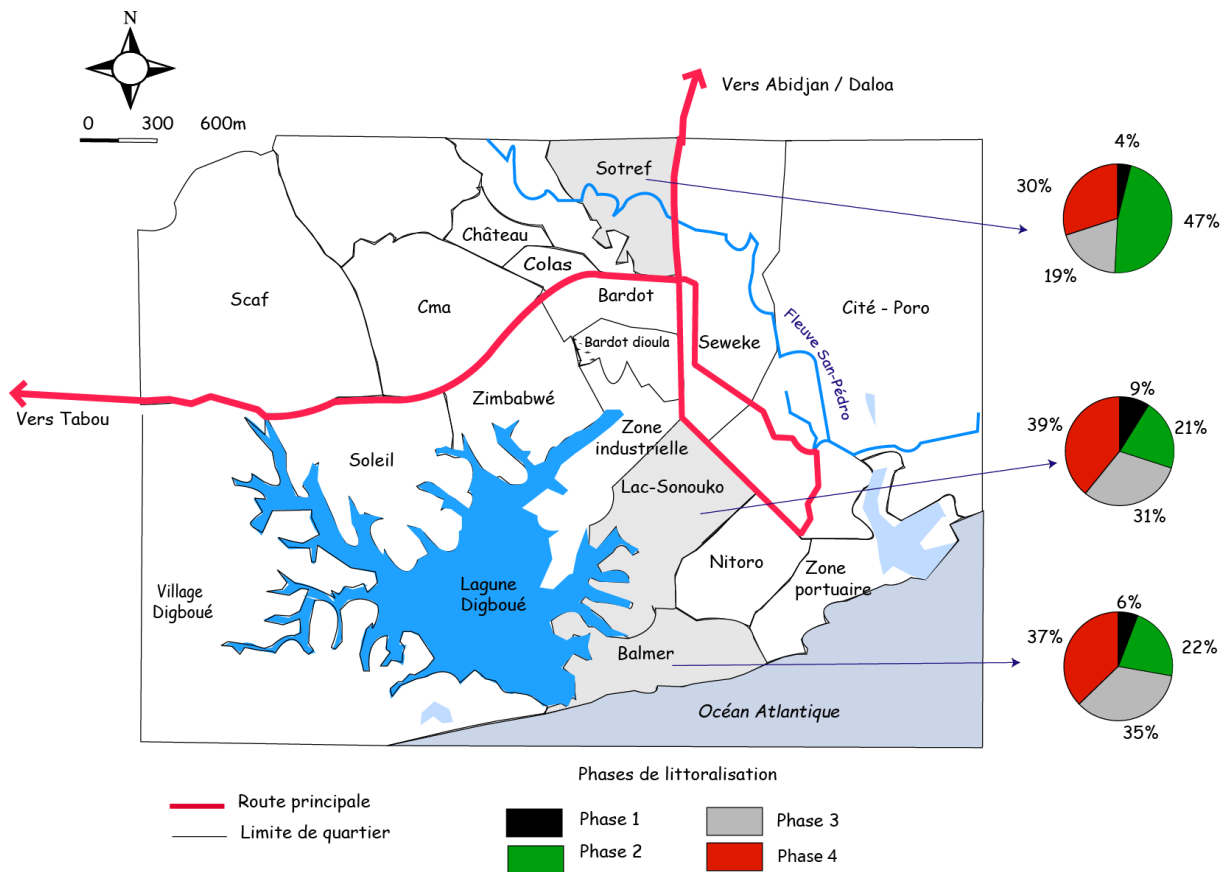 N
0 300 600m
Vers Abidjan / Daloa
Sotref
4%
30%
47%
19%
Château
Colas
Scaf
Cma
Bardot
Cité - Poro
Bardot dioula
Seweke
Fleuve San-Pédro
Vers Tabou
Zimbabwé
Zone
industrielle
Soleil
Lac-Sonouko
9%
39%
21%
31%
Village
Digboué
Lagune
Digboué
Nitoro
Zone
portuaire
Balmer
6%
37%
22%
35%
Océan Atlantique
Phases de littoralisation
Route principale
Limite de quartier
Phase 1
Phase 2
Phase 3
Phase 4